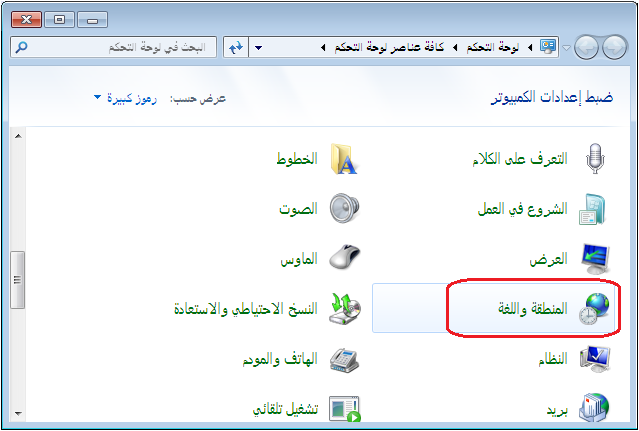 لوحة التحكم ◂ كافة عناصر لوحة التحكم ◂
البحث في لوحة التحكم
ضبط إعدادات الكمبيوتر
عرض حسب: رموز كبيرة
التعرف على الكلام
الخطوط
الشروع في العمل
الصوت
العرض
الماوس
المنطقة واللغة
النسخ الاحتياطي والاستعادة
النظام
الهاتف والمودم
بريد
تشغيل تلقائي